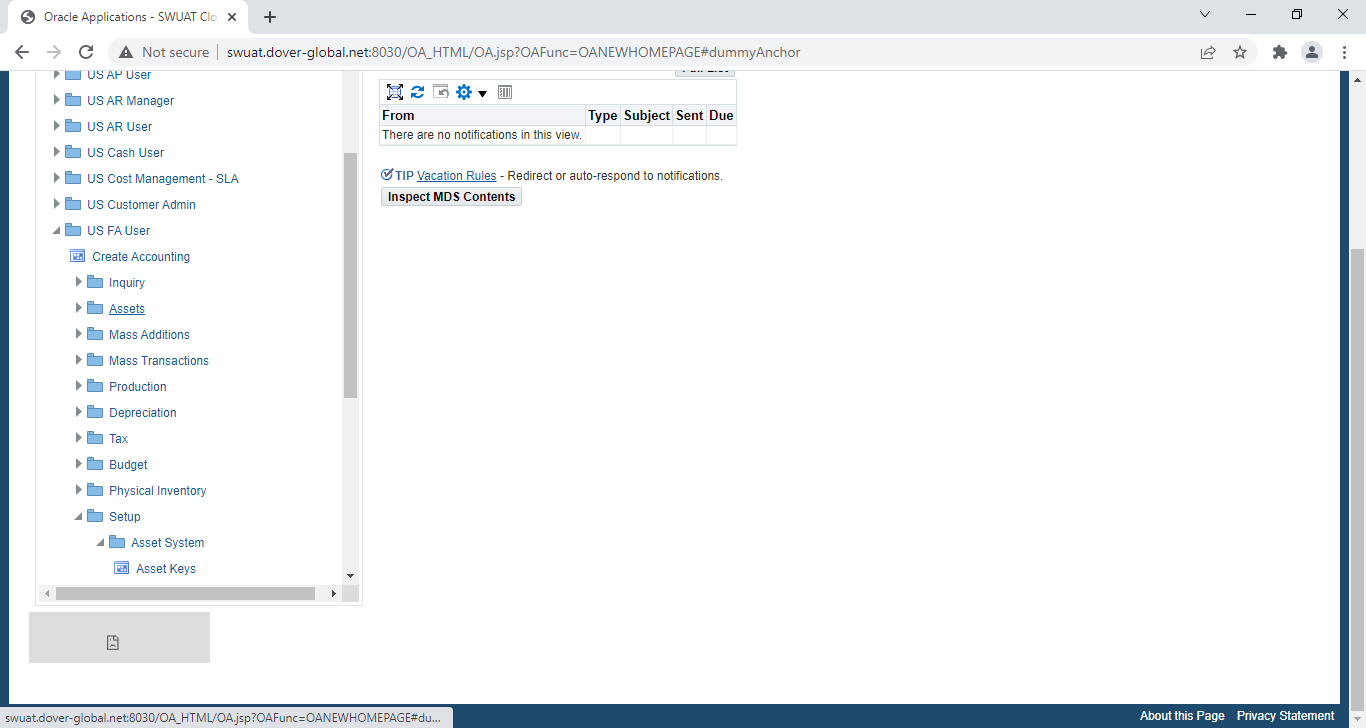 Oracle Applications - SWUAT Clo
Not secure
swuat.dover-global.net:8030/OA_HTML/OA.jsp?OAFunc=OANEWHOMEPAGE#dummyAnchor
US AP User
US AR Manager
US AR User
US Cash User
US Cost Management - SLA
US Customer Admin
US FA User
Create Accounting
Inquiry
Assets
Mass Additions
Mass Transactions
Production
Depreciation
Tax
Budget
Physical Inventory
Setup
Asset System
Asset Keys
From Type Subject Sent Due
There are no notifications in this view.
TIP Vacation Rules - Redirect or auto-respond to notifications.
Inspect MDS Contents
swuat.dover-global.net:8030/OA_HTML/OA.jsp?OAFunc=OANEWHOMEPAGE#du...
About this Page Privacy Statement